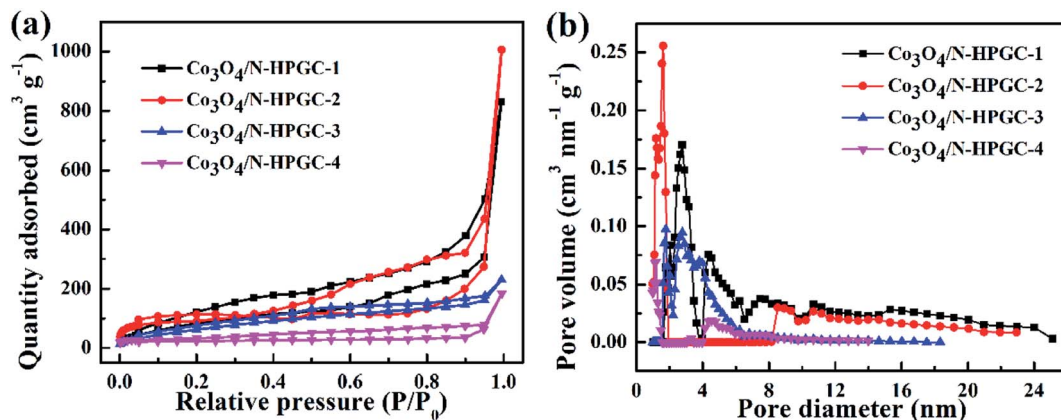 (a)
Quantity adsorbed (cm³ g⁻¹)
1000
800
600
400
200
0
Co₃O₄/N-HPGC-1
Co₃O₄/N-HPGC-2
Co₃O₄/N-HPGC-3
Co₃O₄/N-HPGC-4
0.0 0.2 0.4 0.6 0.8 1.0
Relative pressure (P/P₀)
(b)
Pore volume (cm³ nm⁻¹ g⁻¹)
0.25
0.20
0.15
0.10
0.05
0.00
Co₃O₄/N-HPGC-1
Co₃O₄/N-HPGC-2
Co₃O₄/N-HPGC-3
Co₃O₄/N-HPGC-4
0 4 8 12 16 20 24
Pore diameter (nm)